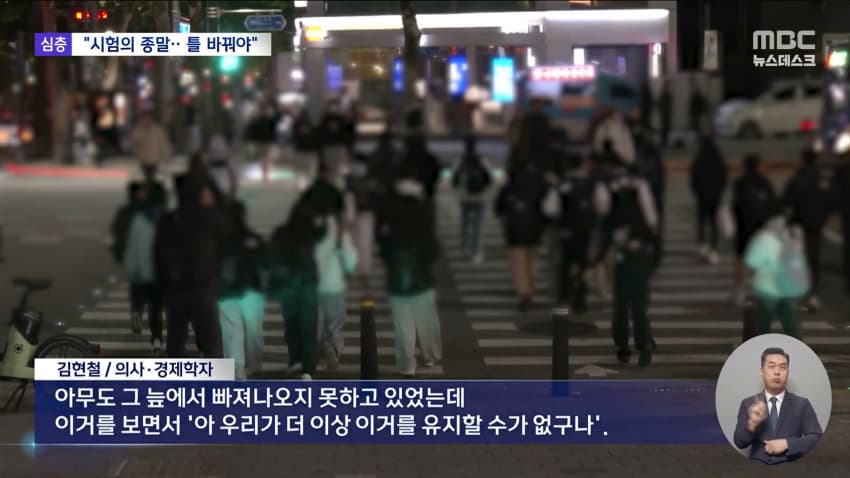 심층 "시험의 종말‥ 틀 바꿔야"
MBC
뉴스데스크
김현철 / 의사·경제학자
아무도 그 늪에서 빠져나오지 못하고 있었는데
이거를 보면서 '아 우리가 더 이상 이거를 유지할 수가 없구나'.